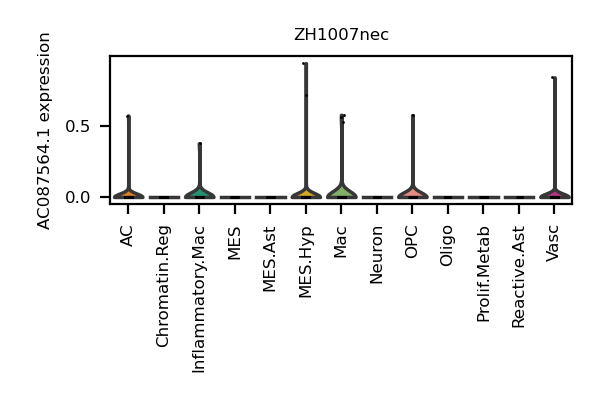 ZH1007nec
AC087564.1 expression
0.5
0.0
AC
Chromatin.Reg
Inflammatory.Mac
MES
MES.Ast
MES.Hyp
Mac
Neuron
OPC
Oligo
Prolif.Metab
Reactive.Ast
Vasc